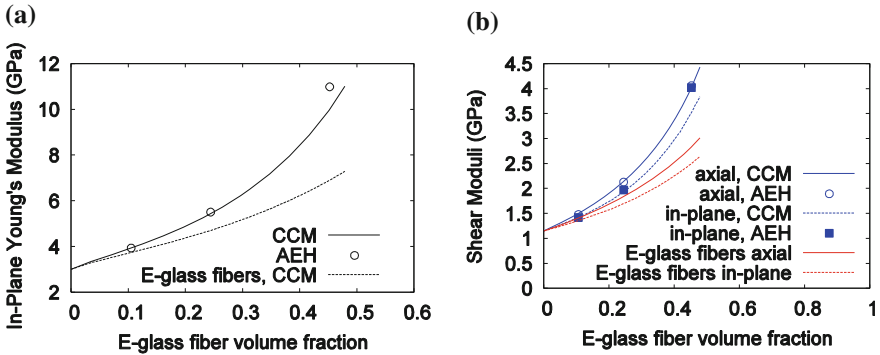 (a)
In-Plane Young's Modulus (GPa)
12
10
8
6
4
2
0
0.1
0.2
0.3
0.4
0.5
0.6
CCM
AEH
E-glass fibers, CCM
E-glass fiber volume fraction
(b)
Shear Moduli (GPa)
4.5
4
3.5
3
2.5
2
1.5
1
0.5
0
0
0.2
0.4
0.6
0.8
1
axial, CCM
axial, AEH
in-plane, CCM
in-plane, AEH
E-glass fibers axial
E-glass fibers in-plane
E-glass fiber volume fraction